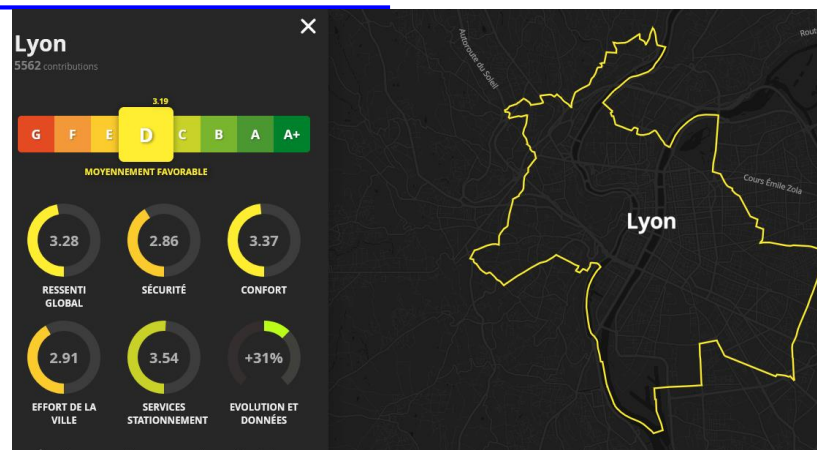 Lyon
5562 contributions
3.19
G F E D C B A A+
MOYENNEMENT FAVORABLE
3.28
RESSENTI
GLOBAL
2.86
SÉCURITÉ
3.37
CONFORT
2.91
EFFORT DE LA
VILLE
3.54
SERVICES
STATIONNEMENT
+31%
EVOLUTION ET
DONNÉES
Autoroute du Soleil
Rout
Cours Émile Zola
Lyon